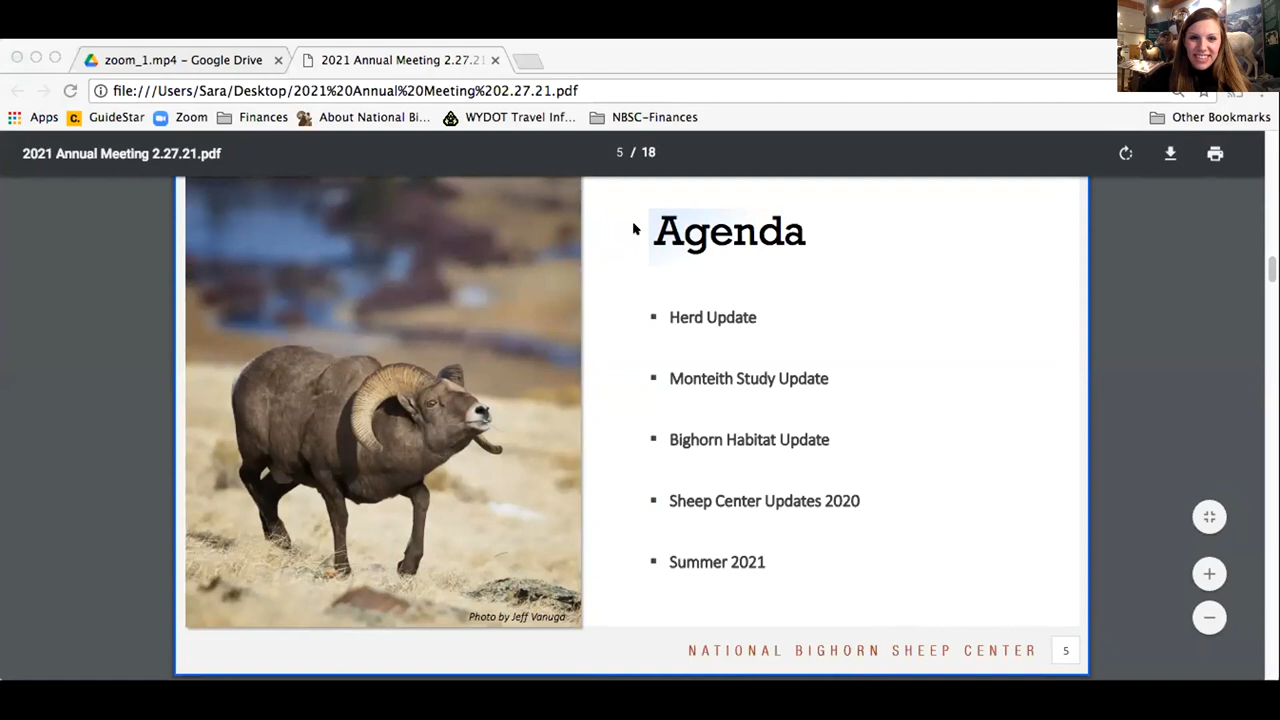 zoom_1.mp4 - Google Drive
2021 Annual Meeting 2.27.21
file:///Users/Sara/Desktop/2021%20Annual%20Meeting%202.27.21.pdf
Apps GuideStar Zoom Finances About National Bi... WYDOT Travel Inf... NBSC-Finances Other Bookmarks
2021 Annual Meeting 2.27.21.pdf 5 / 18
Agenda
▪ Herd Update
▪ Monteith Study Update
▪ Bighorn Habitat Update
▪ Sheep Center Updates 2020
▪ Summer 2021
Photo by Jeff Vanuga
NATIONAL BIGHORN SHEEP CENTER 5